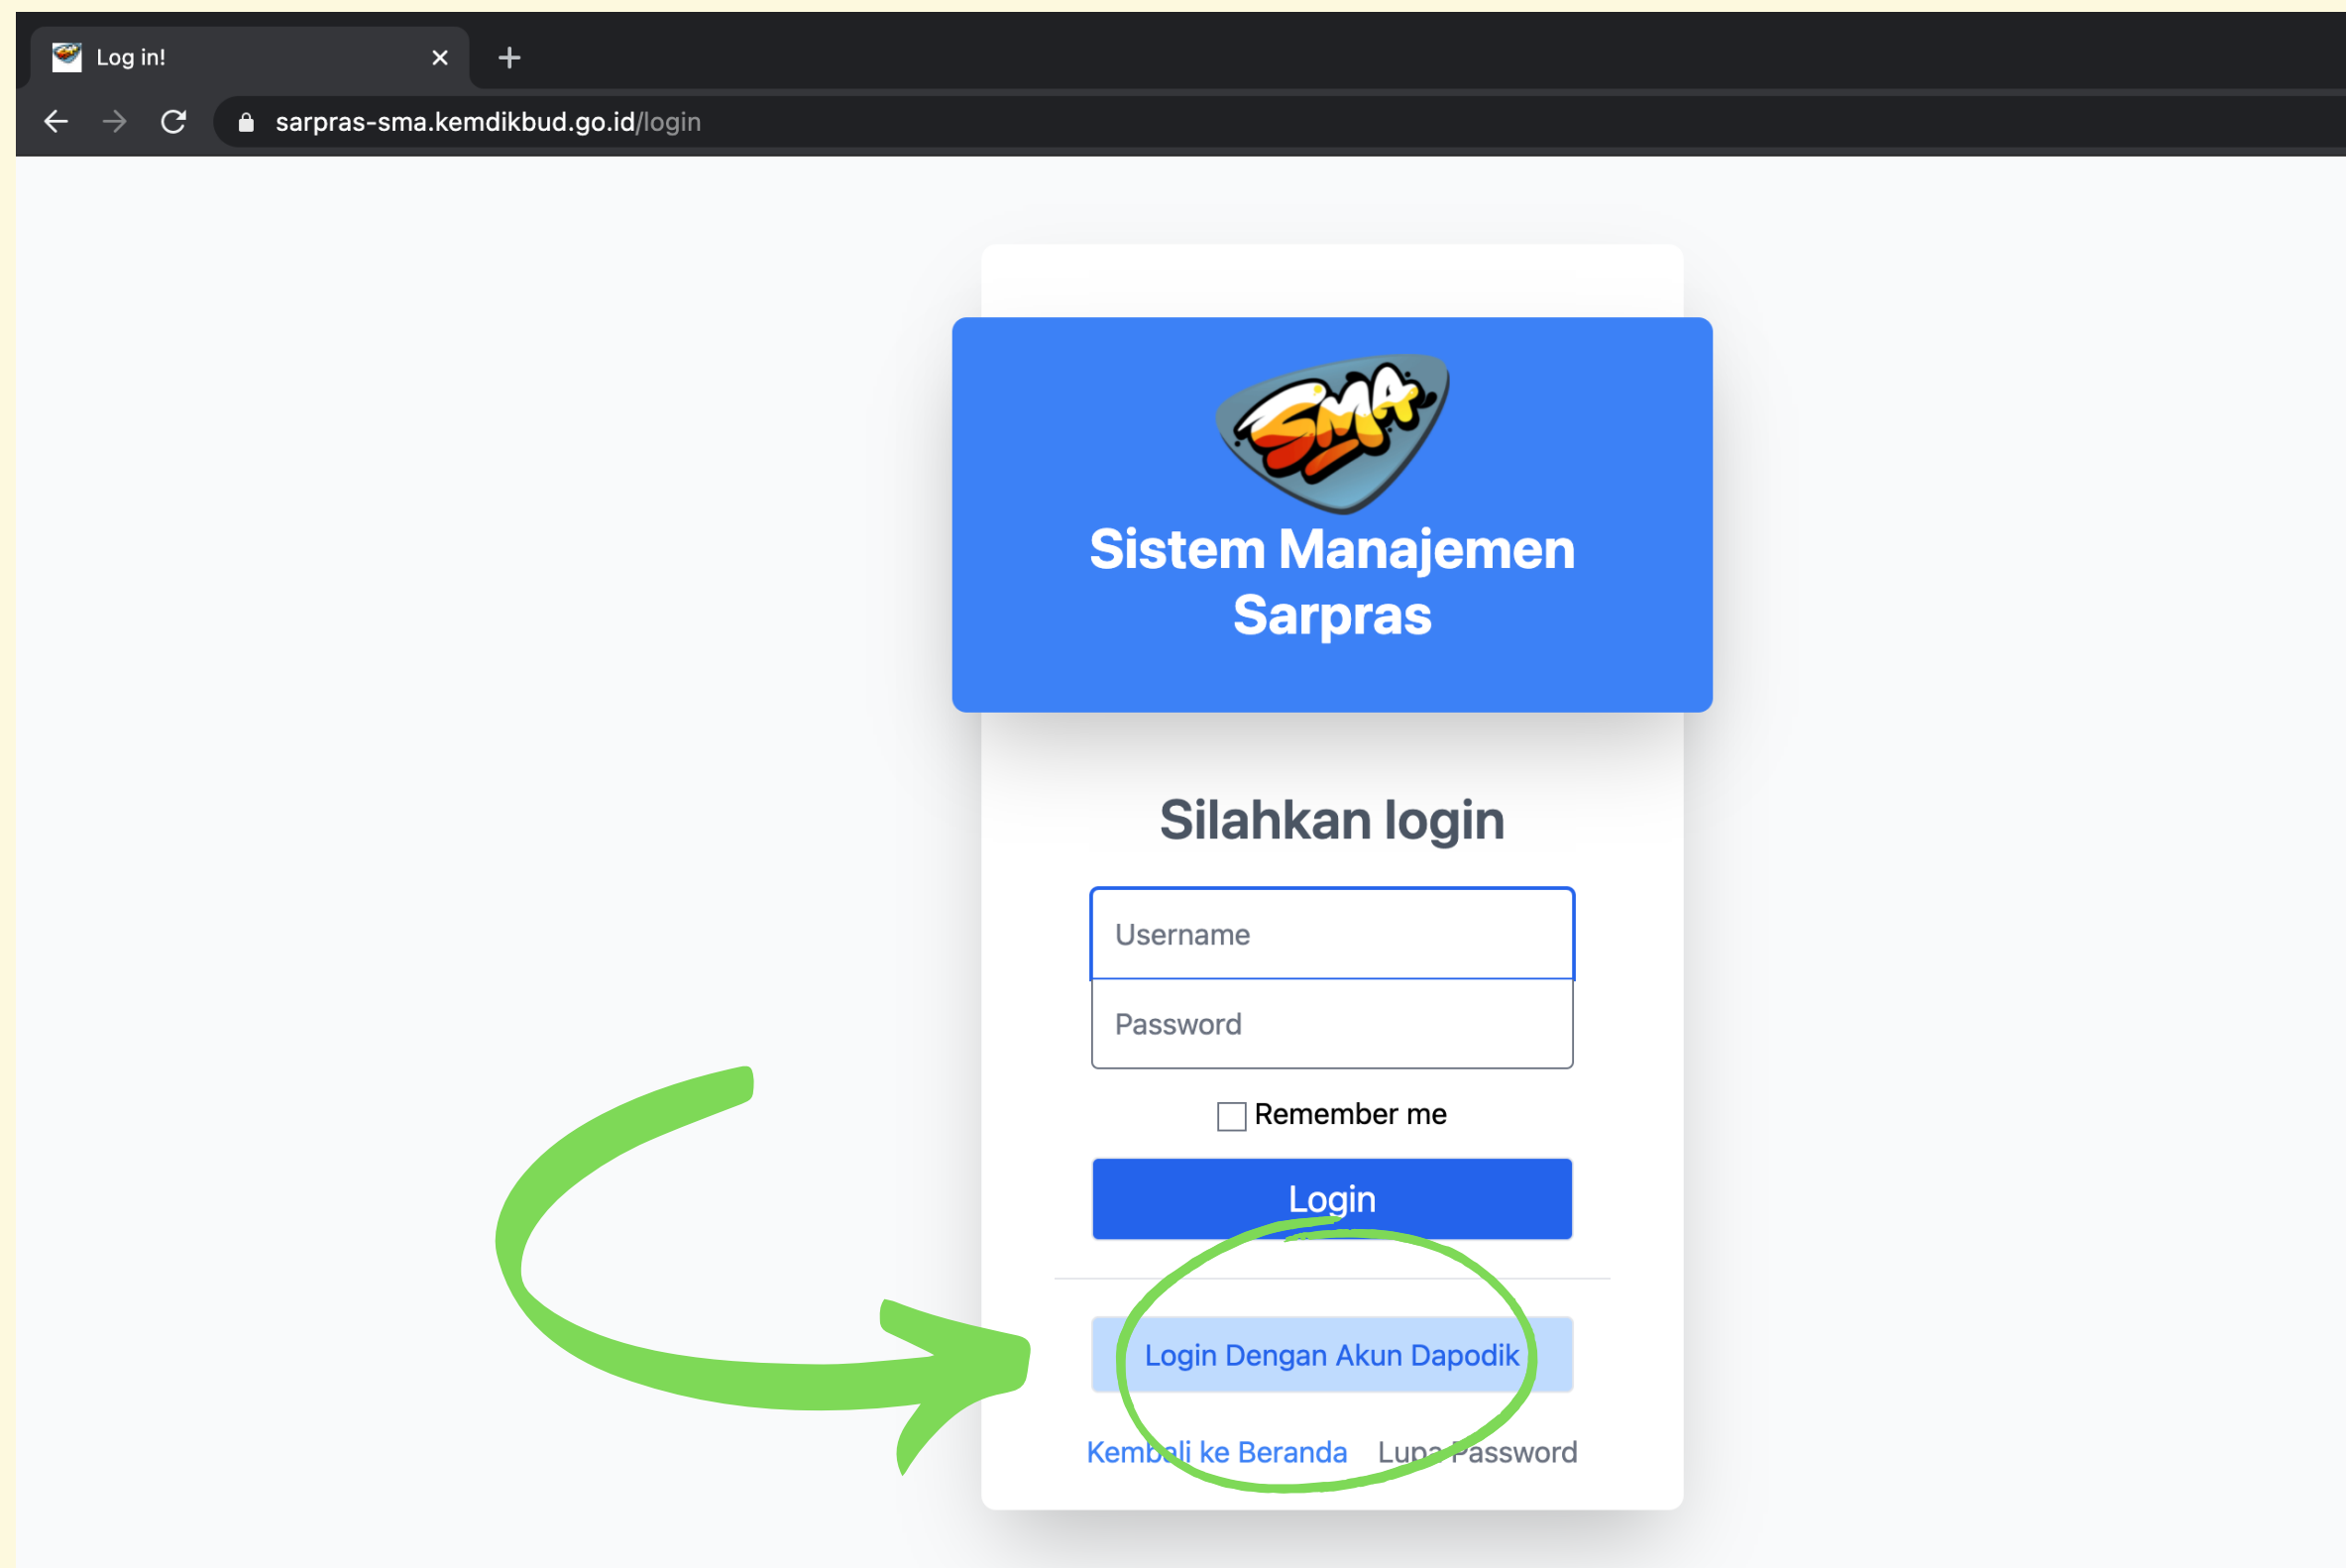 Log in!
sarpras-sma.kemdikbud.go.id/login
SMA
Sistem Manajemen
Sarpras
Silahkan login
Username
Password
Remember me
Login
Login Dengan Akun Dapodik
Kembali ke Beranda Lupa Password